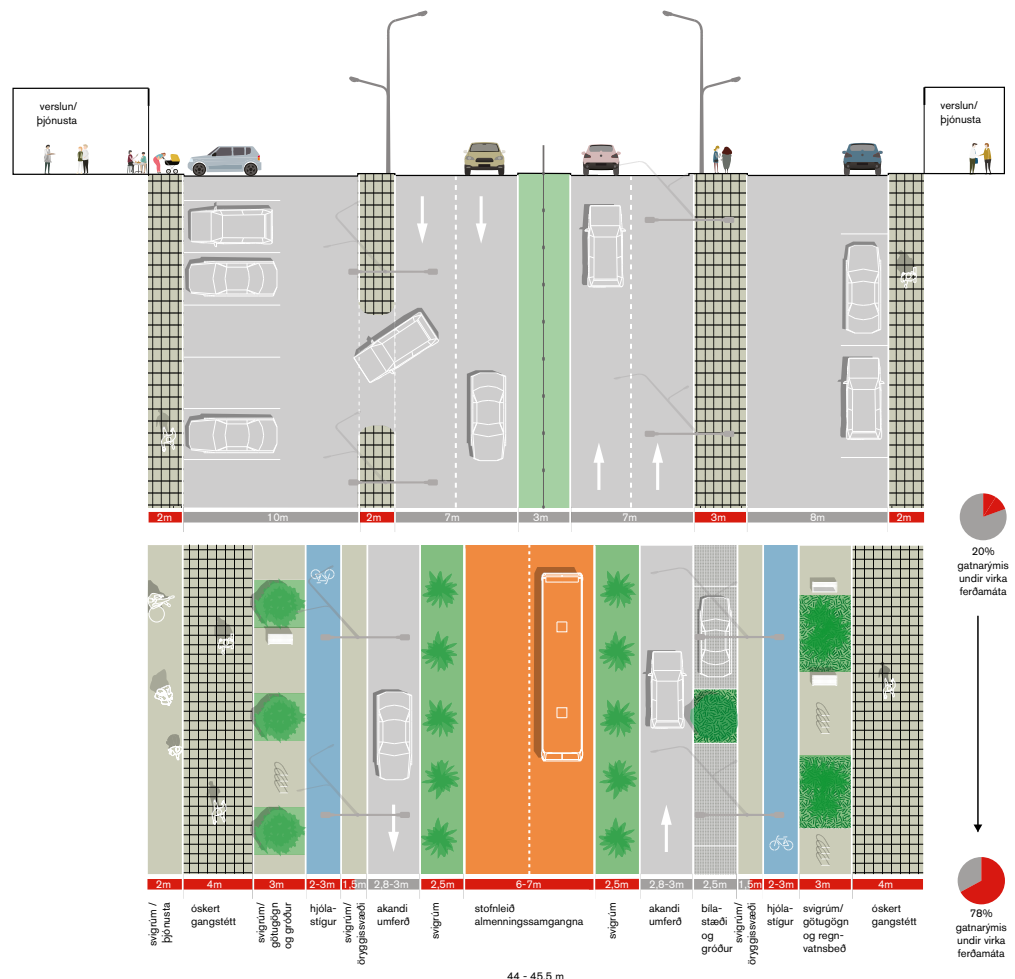 verslun/
þjónusta
verslun/
þjónusta
2m
10m
2m
7m
3m
7m
3m
8m
2m
20%
gatnarýmis
undir virka
ferðamáta
2m
4m
3m
2-3m
1,5m
2,8-3m
2,5m
6-7m
2,5m
2,8-3m
2,5m
1,5m
2-3m
3m
4m
78%
gatnarýmis
undir virka
ferðamáta
svigrúm /
þjónusta
óskert
gangstétt
svigrúm/
götugögn
og gróður
hjóla-
stígur
svigrúm/
öryggissvæði
akandi
umferð
svigrúm
stofnleið
almenningssamgangna
svigrúm
akandi
umferð
bíla-
stæði
og
gróður
svigrúm/
öryggissvæði
hjóla-
stígur
svigrúm/
götugögn
og regn-
vatnsbeð
óskert
gangstétt
44 - 45,5 m